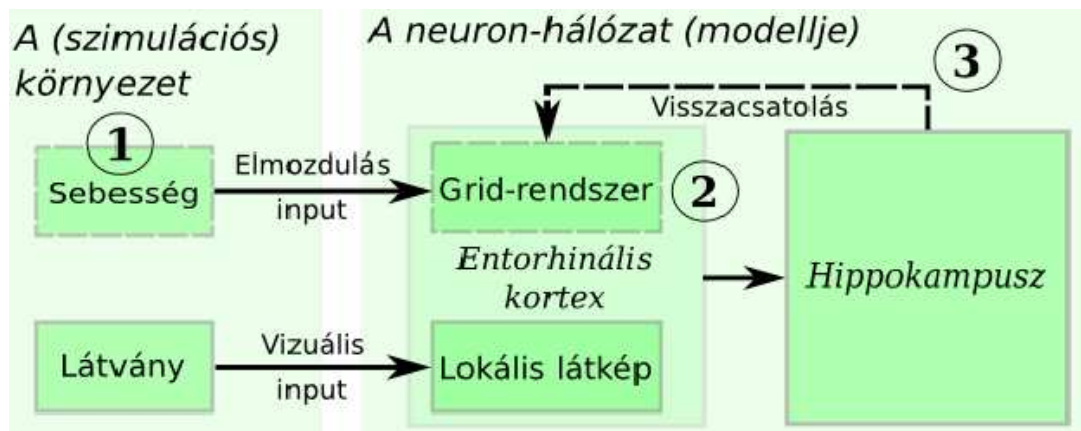 A (szimulációs)
környezet
1
Sebesség
Elmozdulás
input
Látvány
Vizuális
input
A neuron-hálózat (modellje)
3
Visszacsatolás
Grid-rendszer
2
Entorhinális
kortex
Lokális látkép
Hippokampusz